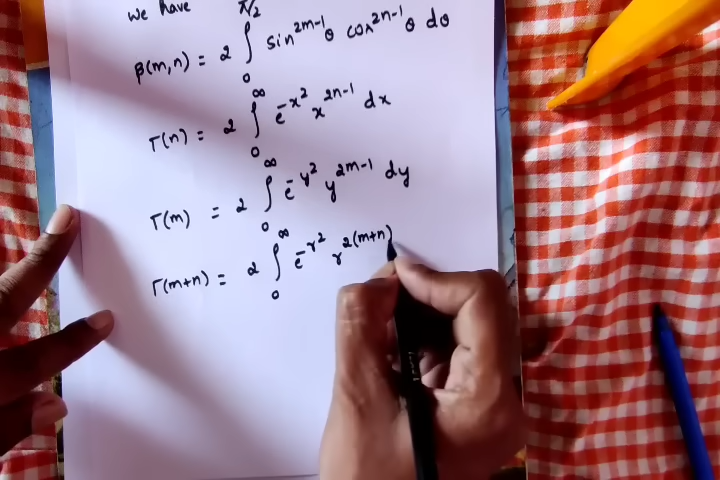 we have
β(m,n) = 2 ∫₀^(π/2) sin^(2m-1)θ cos^(2n-1)θ dθ
Γ(n) = 2 ∫₀^∞ e^(-x²) x^(2n-1) dx
Γ(m) = 2 ∫₀^∞ e^(-y²) y^(2m-1) dy
Γ(m+n) = 2 ∫₀^∞ e^(-r²) r^(2(m+n)